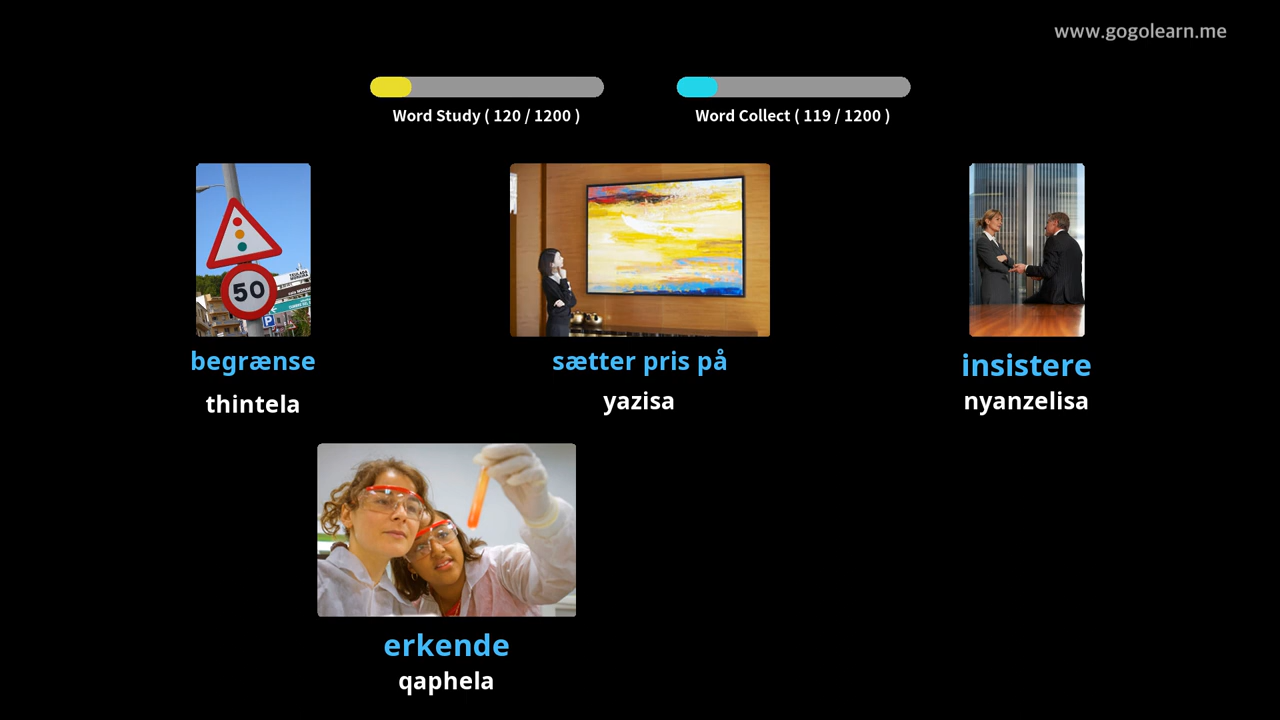 www.gogolearn.me
Word Study ( 120 / 1200 )
Word Collect ( 119 / 1200 )
50
P
begrænse
thintela
sætter pris på
yazisa
insistere
nyanzelisa
erkende
qaphela